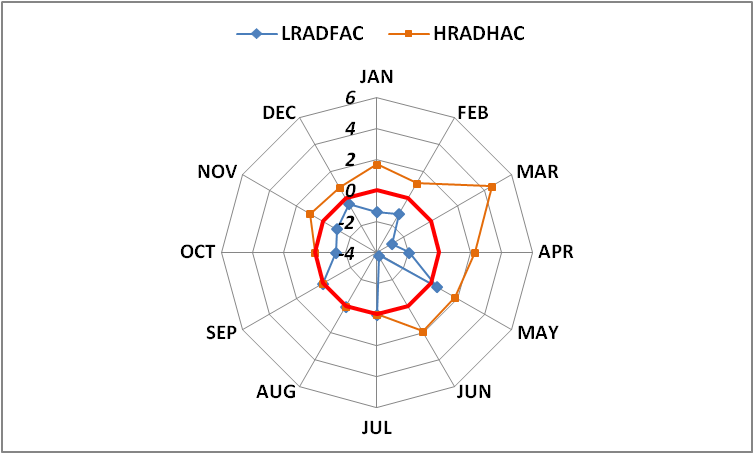 LRADFAC HRADHAC
JAN
6
DEC FEB
4
2
NOV MAR
0
-2
OCT -4 APR
SEP MAY
AUG JUN
JUL